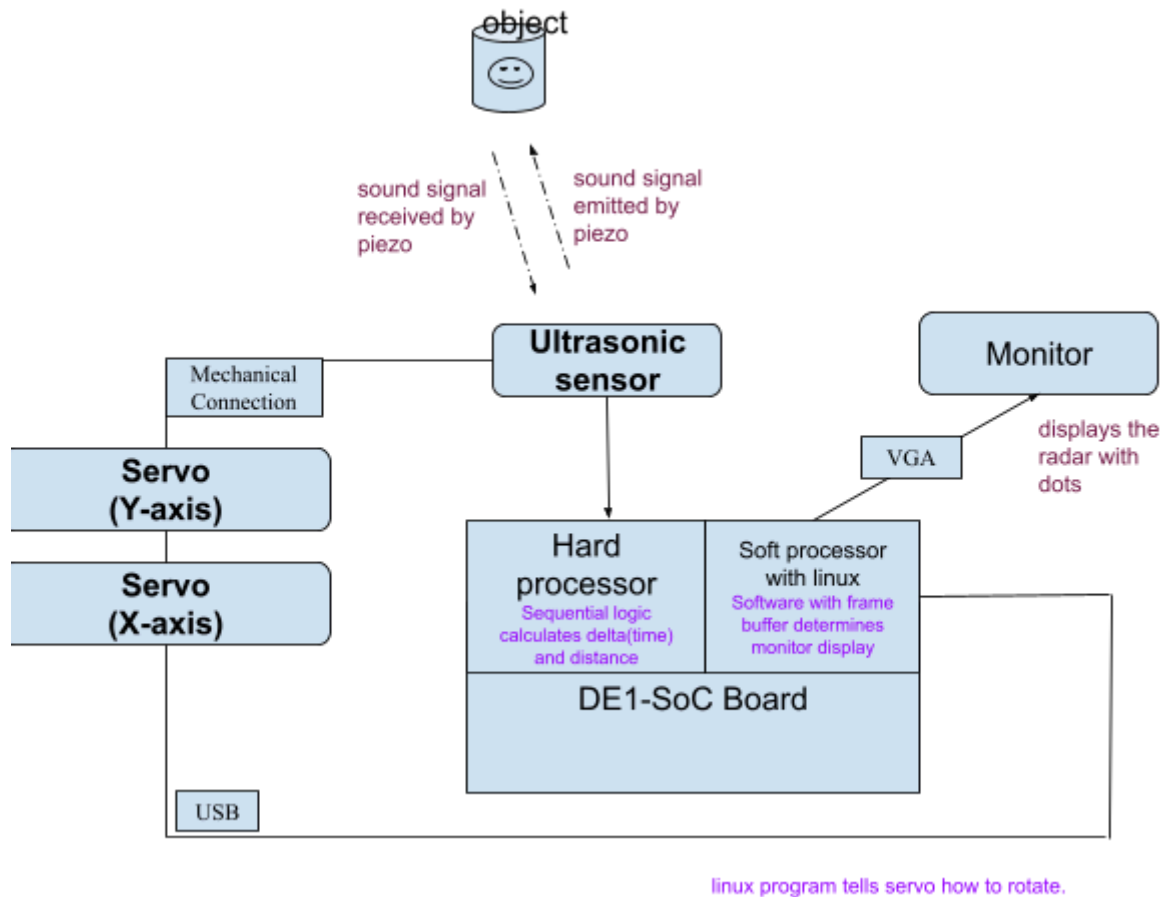 object
sound signal
received by
piezo
sound signal
emitted by
piezo
Ultrasonic
sensor
Monitor
Mechanical
Connection
VGA
displays the
radar with
dots
Servo
(Y-axis)
Servo
(X-axis)
Hard
processor
Sequential logic
calculates delta(time)
and distance
Soft processor
with linux
Software with frame
buffer determines
monitor display
DE1-SoC Board
USB
linux program tells servo how to rotate.